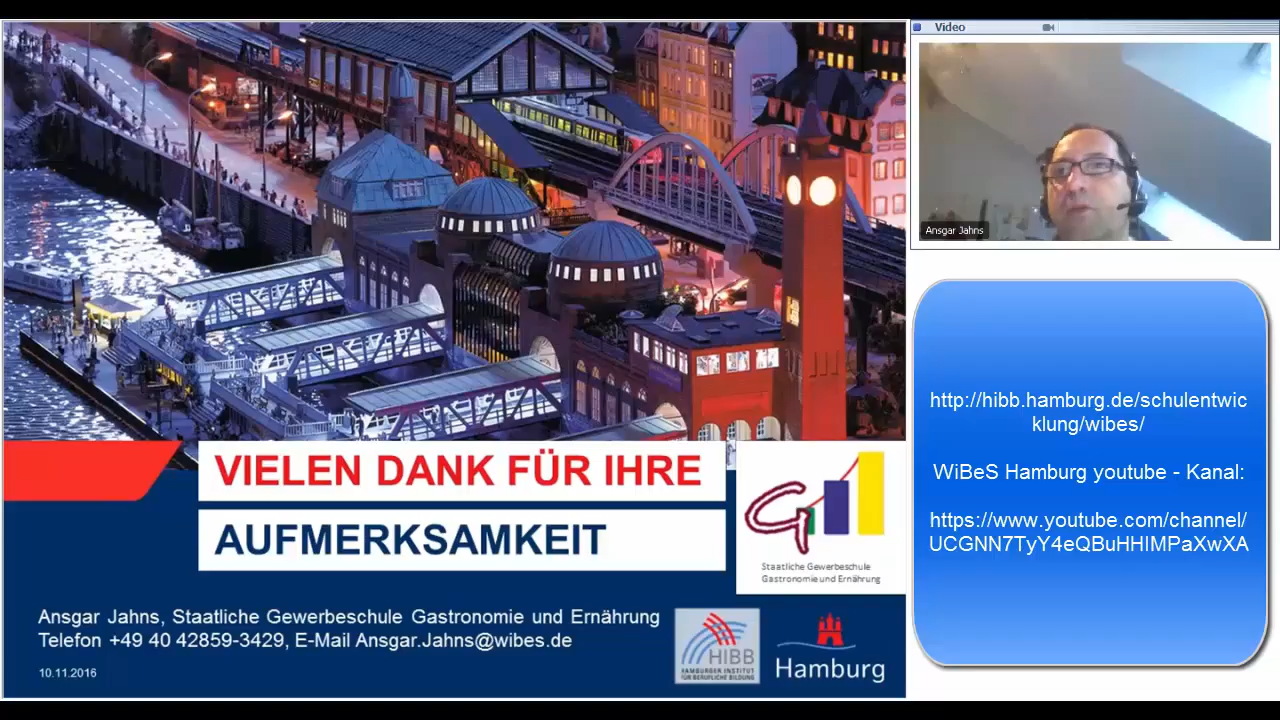 Video
Ansgar Jahns
http://hibb.hamburg.de/schulentwic
klung/wibes/
WiBeS Hamburg youtube - Kanal:
https://www.youtube.com/channel/
UCGNN7TyY4eQBuHHIMPaXwXA
VIELEN DANK FÜR IHRE
AUFMERKSAMKEIT
G
Staatliche Gewerbeschule
Gastronomie und Ernährung
Ansgar Jahns, Staatliche Gewerbeschule Gastronomie und Ernährung
Telefon +49 40 42859-3429, E-Mail Ansgar.Jahns@wibes.de
10.11.2016
HIBB
HAMBURGER INSTITUT
FÜR BERUFLICHE BILDUNG
Hamburg